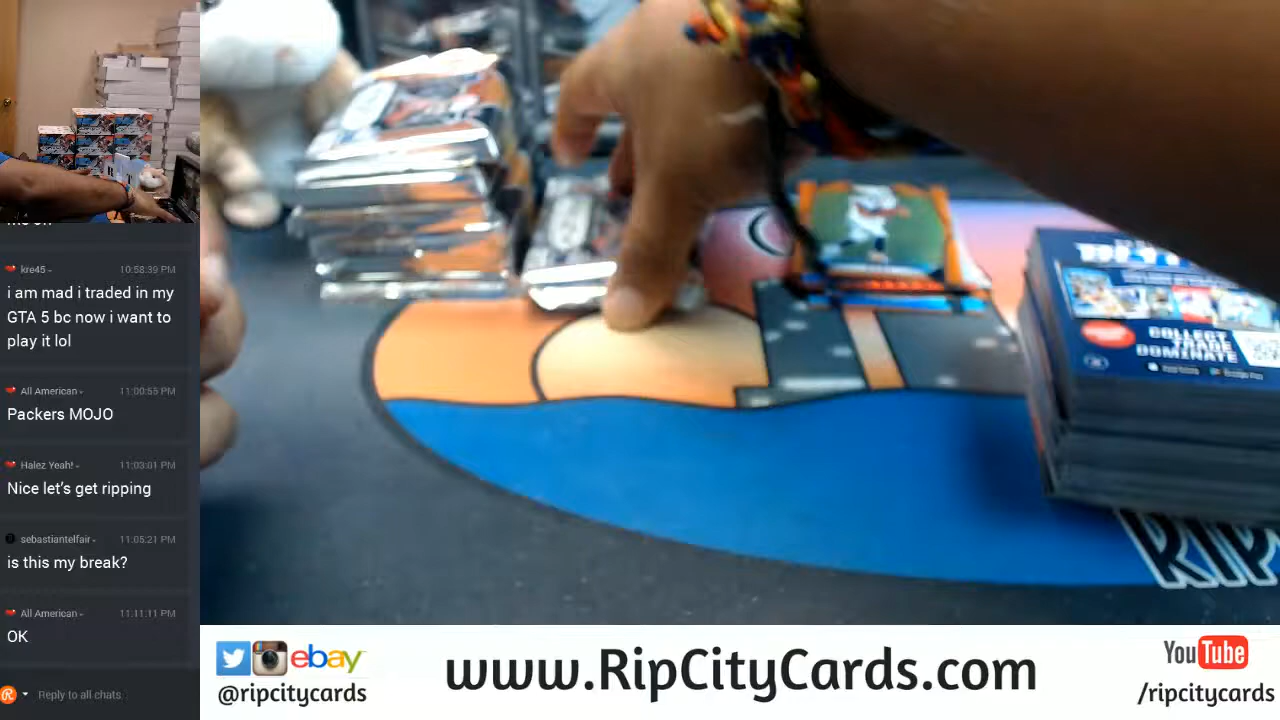 kre45
10:58:39 PM
i am mad i traded in my
GTA 5 bc now i want to
play it lol
All American
11:00:55 PM
Packers MOJO
Halez Yeah!
11:03:01 PM
Nice let's get ripping
sebastiantelfair
11:05:21 PM
is this my break?
All American
11:11:11 PM
OK
Reply to all chats
COLLECT
TRADE
DOMINATE
RIP
ebay
@ripcitycards
www.RipCityCards.com
YouTube
/ripcitycards